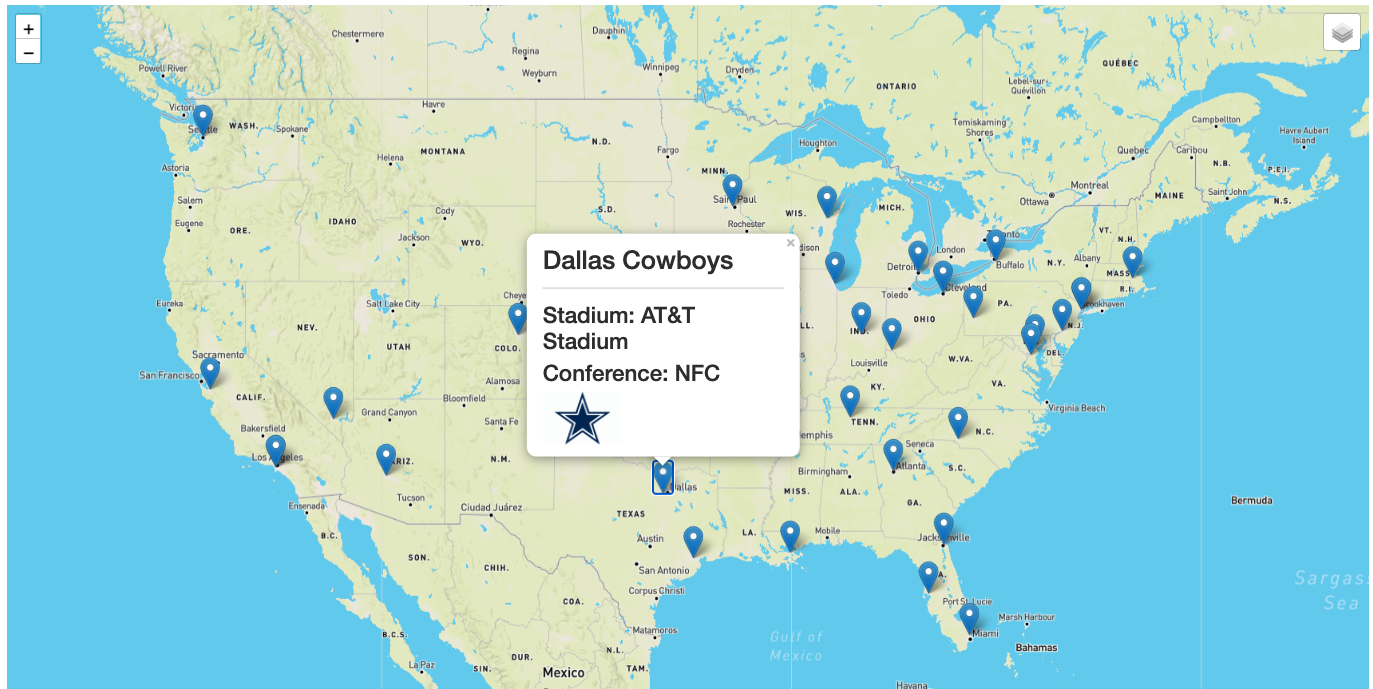 +
−
Dauphin
Chestermere
Regina
Winnipeg
Dryden
Weyburn
QUÉBEC
ONTARIO
Lebel-sur-
Quévillon
Powell River
Victoria
Seattle
WASH.
Spokane
Havre
Temiskaming
Shores
Campbellton
Havre Aubert
Island
Helena
MONTANA
N.D.
Fargo
Houghton
Quebec
Caribou
N.B.
P.E.I.
Astoria
MINN.
Saint Paul
Montreal
Ottawa
MAINE
Saint John
N.S.
Salem
Eugene
ORE.
IDAHO
Cody
S.D.
Rochester
WIS.
MICH.
Jackson
WYO.
Toronto
London
VT.
N.H.
Buffalo
N.Y.
Albany
MASS.
R.I.
Detroit
Toledo
Cleveland
Brookhaven
Eureka
Salt Lake City
NEV.
UTAH
COLO.
PA.
N.J.
OHIO
IND.
DEL.
Sacramento
San Francisco
CALIF.
Louisville
KY.
W.VA.
VA.
Alamosa
Bloomfield
Grand Canyon
Santa Fe
Virginia Beach
Bakersfield
Los Angeles
ARIZ.
N.M.
TENN.
N.C.
Seneca
Atlanta
S.C.
Birmingham
Tucson
Ensenada
Ciudad Juárez
Dallas
MISS.
ALA.
GA.
Bermuda
TEXAS
B.C.
SON.
CHIH.
Austin
LA.
Mobile
Jacksonville
San Antonio
Corpus Christi
COA.
Port St. Lucie
Miami
Marsh Harbour
Bahamas
Matamoros
B.C.S.
La Paz
SIN.
DUR.
N.L.
TAM.
Mexico
Gulf of
Mexico
Havana
Sargass
Sea
Dallas Cowboys
×
Stadium: AT&T
Stadium
Conference: NFC